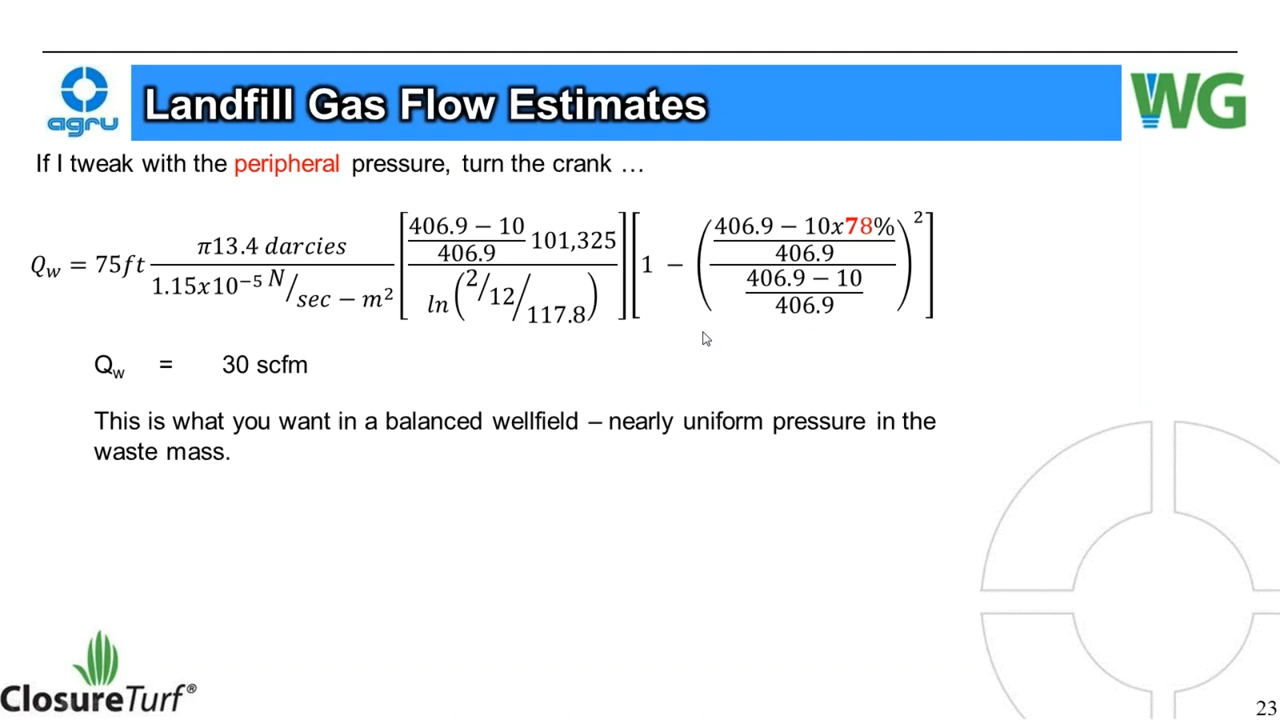 agru
Landfill Gas Flow Estimates
WG
If I tweak with the peripheral pressure, turn the crank …
Q_w = 75ft (π13.4 darcies)/(1.15x10⁻⁵ N/sec − m²) [((406.9 − 10)/406.9 101,325)/(ln(2/12/117.8))][1 − (((406.9 − 10x78%)/406.9)/((406.9 − 10)/406.9))²]
Q_w = 30 scfm
This is what you want in a balanced wellfield – nearly uniform pressure in the
waste mass.
ClosureTurf®
23